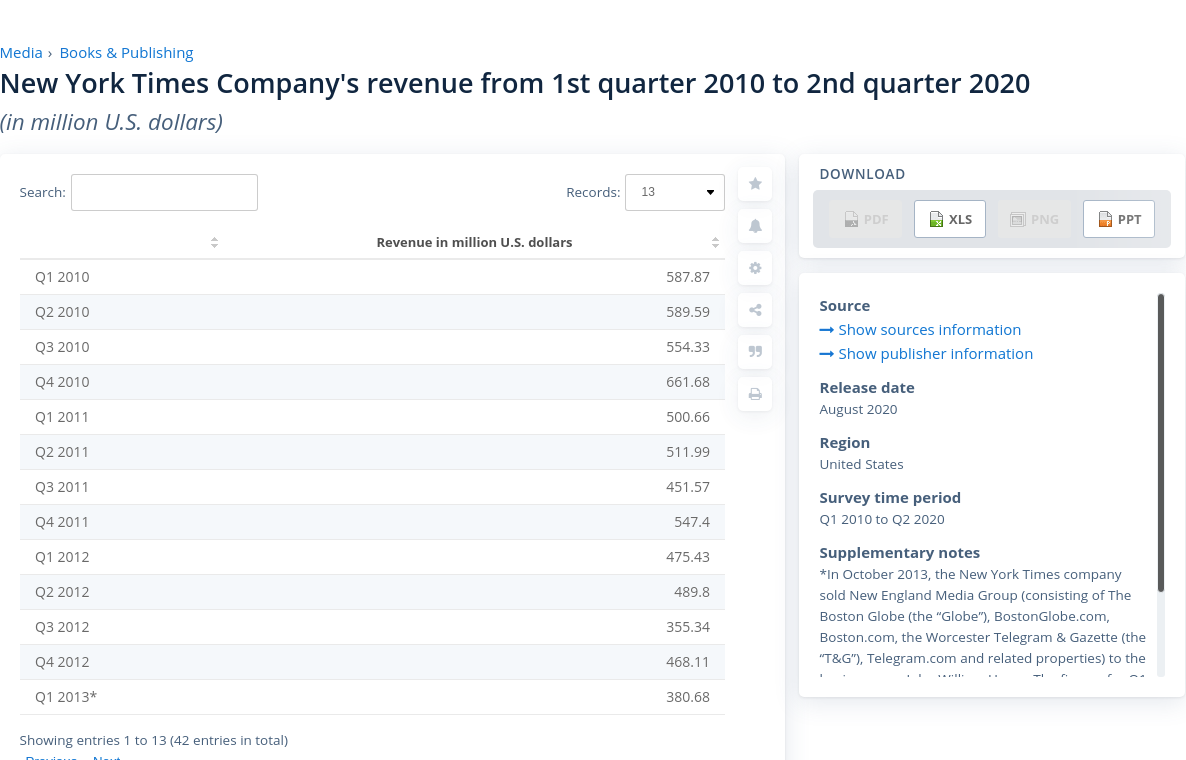 Media › Books & Publishing
New York Times Company's revenue from 1st quarter 2010 to 2nd quarter 2020
(in million U.S. dollars)
Search:
Records: 13
Revenue in million U.S. dollars
Q1 2010 587.87
Q2 2010 589.59
Q3 2010 554.33
Q4 2010 661.68
Q1 2011 500.66
Q2 2011 511.99
Q3 2011 451.57
Q4 2011 547.4
Q1 2012 475.43
Q2 2012 489.8
Q3 2012 355.34
Q4 2012 468.11
Q1 2013* 380.68
Showing entries 1 to 13 (42 entries in total)
Previous Next
DOWNLOAD
PDF XLS PNG PPT
Source
Show sources information
Show publisher information
Release date
August 2020
Region
United States
Survey time period
Q1 2010 to Q2 2020
Supplementary notes
*In October 2013, the New York Times company
sold New England Media Group (consisting of The
Boston Globe (the “Globe”), BostonGlobe.com,
Boston.com, the Worcester Telegram & Gazette (the
“T&G”), Telegram.com and related properties) to the